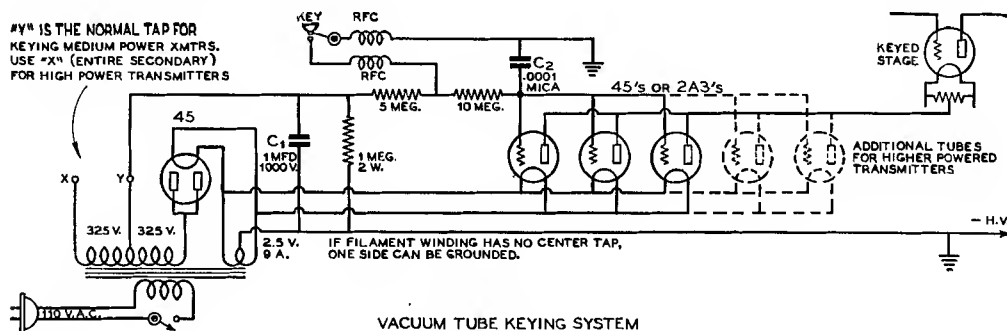 "Y" IS THE NORMAL TAP FOR
KEYING MEDIUM POWER XMTRS.
USE "X" (ENTIRE SECONDARY)
FOR HIGH POWER TRANSMITTERS
KEY
RFC
RFC
C2
.0001
MICA
KEYED
STAGE
45
5 MEG.
10 MEG.
45'S OR 2A3'S
C1
1 MFD
1000V.
1 MEG.
2 W.
ADDITIONAL TUBES
FOR HIGHER POWERED
TRANSMITTERS
X
Y
325 V.
325 V.
2.5 V.
9 A.
IF FILAMENT WINDING HAS NO CENTER TAP,
ONE SIDE CAN BE GROUNDED.
- H.V.
110 V.A.C.
VACUUM TUBE KEYING SYSTEM